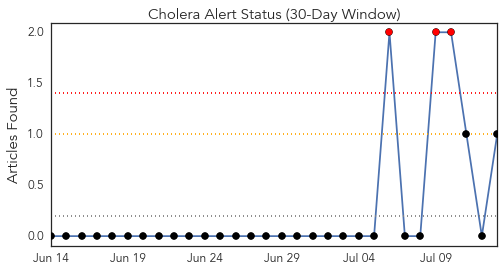 Cholera Alert Status (30-Day Window)
Articles Found
2.0
1.5
1.0
0.5
0.0
Jun 14
Jun 19
Jun 24
Jun 29
Jul 04
Jul 09